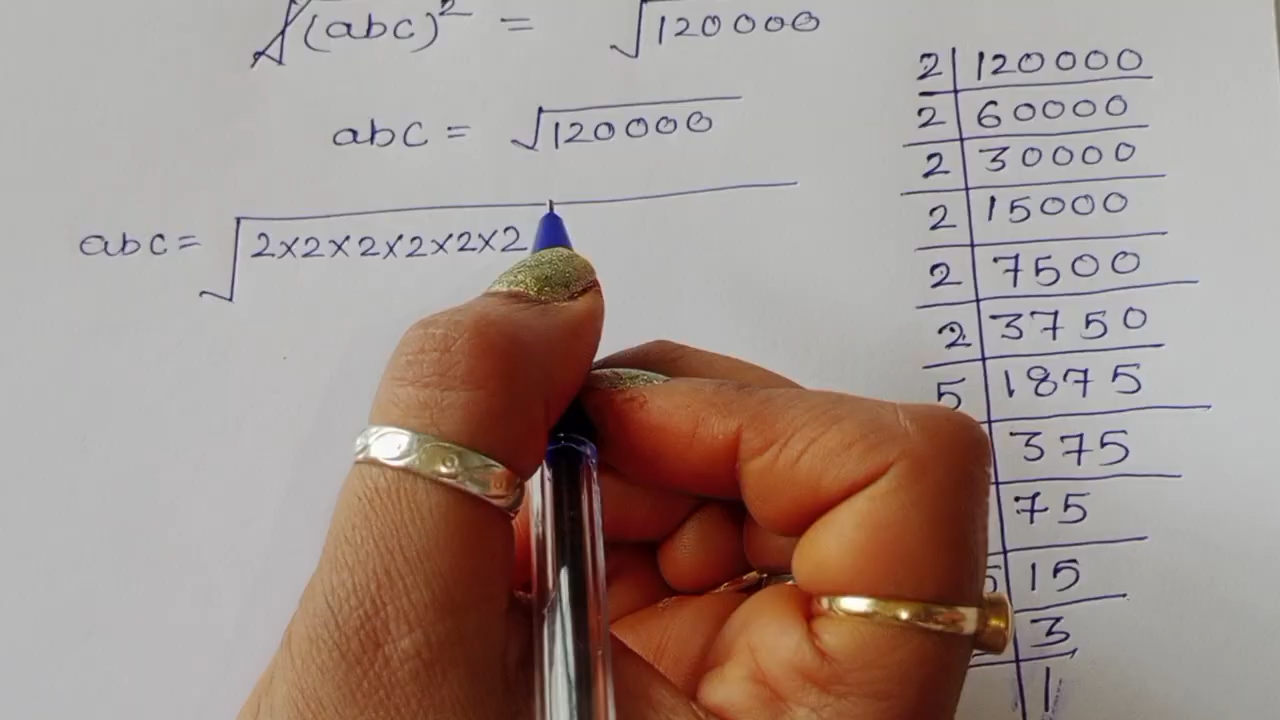 √(abc)² = √120000
abc = √120000
abc = √2×2×2×2×2×2
2 | 120000
2 | 60000
2 | 30000
2 | 15000
2 | 7500
2 | 3750
5 | 1875
375
75
5 | 15
3
1